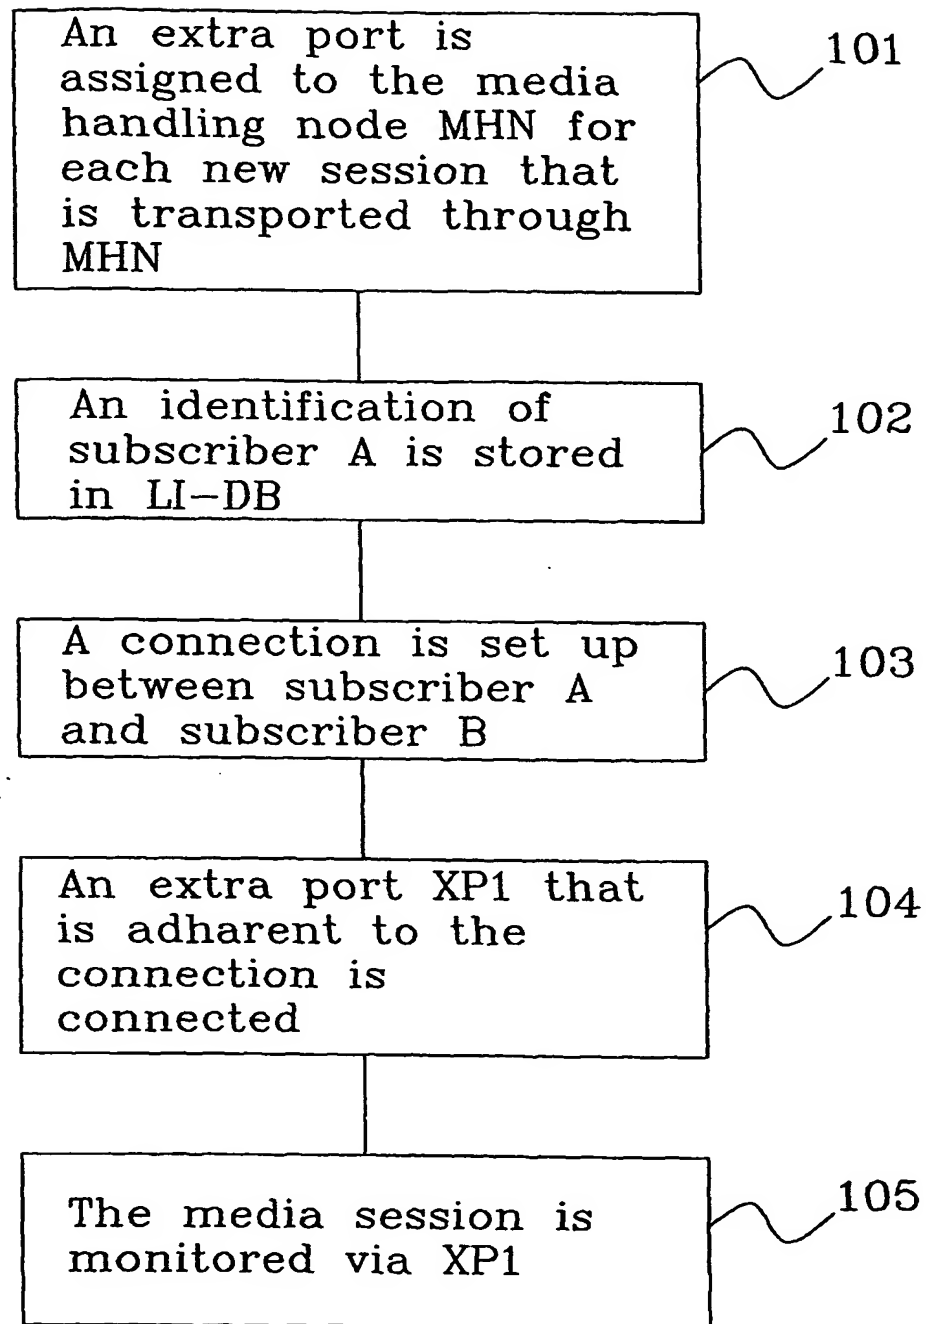 An extra port is
assigned to the media
handling node MHN for
each new session that
is transported through
MHN
101
An identification of
subscriber A is stored
in LI-DB
102
A connection is set up
between subscriber A
and subscriber B
103
An extra port XP1 that
is adharent to the
connection is
connected
104
The media session is
monitored via XP1
105